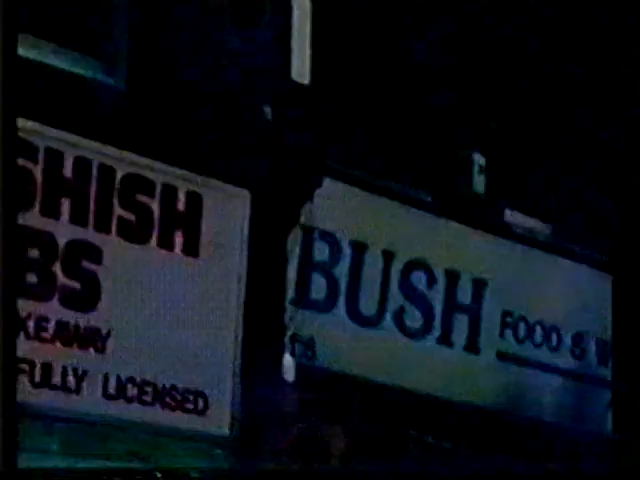 SHISH
BS
KEAWAY
FULLY LICENSED
BUSH FOOD & W